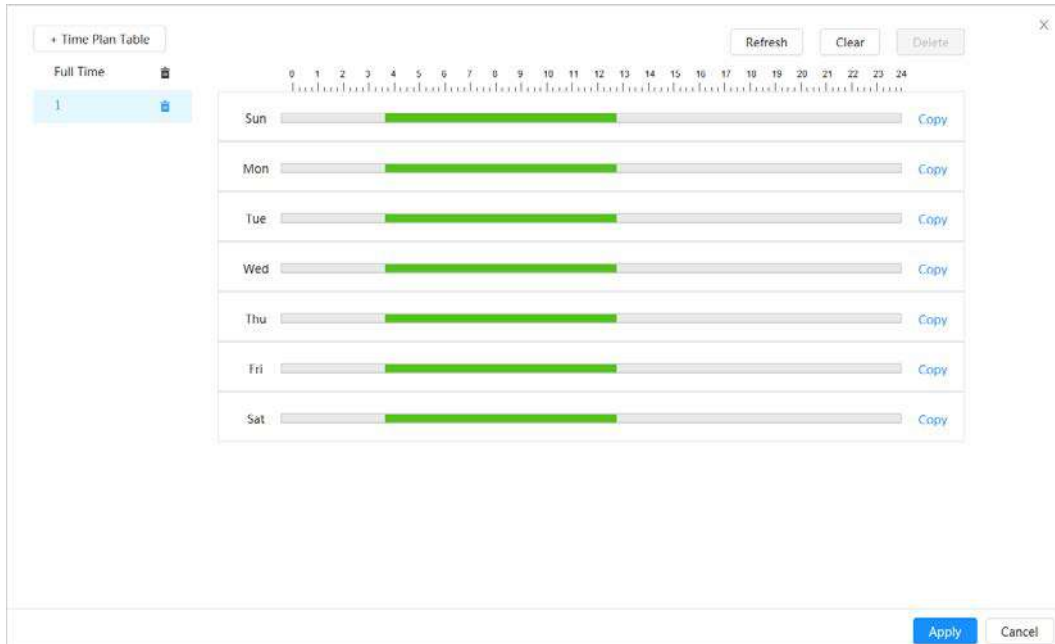 + Time Plan Table
Refresh Clear Delete
Full Time
0 1 2 3 4 5 6 7 8 9 10 11 12 13 14 15 16 17 18 19 20 21 22 23 24
1
Sun Copy
Mon Copy
Tue Copy
Wed Copy
Thu Copy
Fri Copy
Sat Copy
Apply Cancel